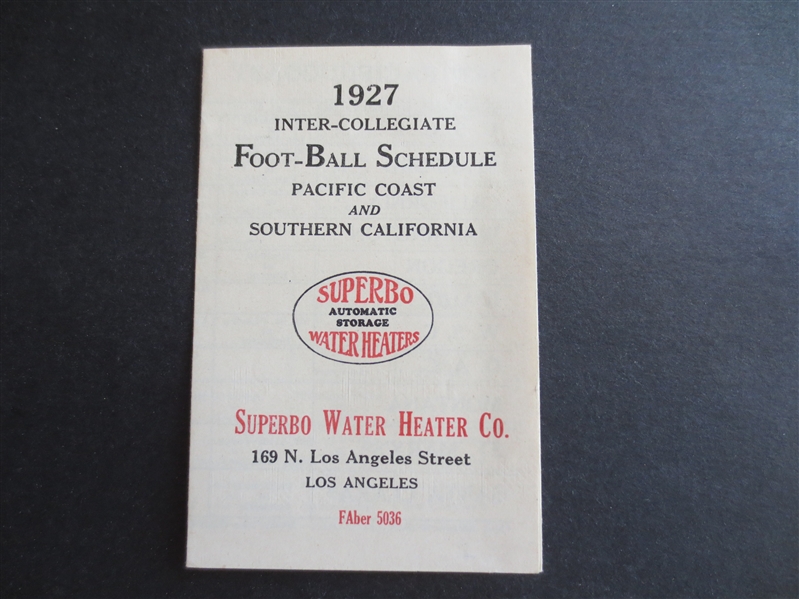 1927
INTER-COLLEGIATE
FOOT-BALL SCHEDULE
PACIFIC COAST
AND
SOUTHERN CALIFORNIA
SUPERBO
AUTOMATIC
STORAGE
WATER HEATERS
SUPERBO WATER HEATER CO.
169 N. Los Angeles Street
LOS ANGELES
FAber 5036